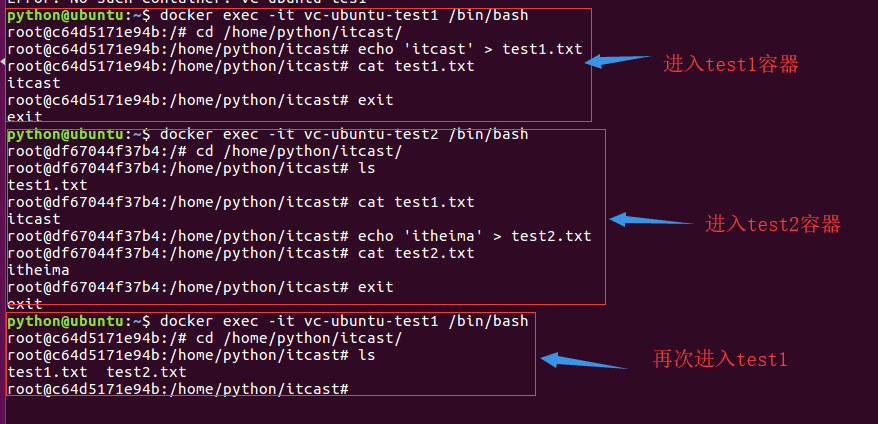 Error: No such container: vc-ubuntu-test1
python@ubuntu:~$ docker exec -it vc-ubuntu-test1 /bin/bash
root@c64d5171e94b:/# cd /home/python/itcast/
root@c64d5171e94b:/home/python/itcast# echo 'itcast' > test1.txt
root@c64d5171e94b:/home/python/itcast# cat test1.txt
进入test1容器
itcast
root@c64d5171e94b:/home/python/itcast# exit
exit
python@ubuntu:~$ docker exec -it vc-ubuntu-test2 /bin/bash
root@df67044f37b4:/# cd /home/python/itcast/
root@df67044f37b4:/home/python/itcast# ls
test1.txt
root@df67044f37b4:/home/python/itcast# cat test1.txt
itcast
进入test2容器
root@df67044f37b4:/home/python/itcast# echo 'itheima' > test2.txt
root@df67044f37b4:/home/python/itcast# cat test2.txt
itheima
root@df67044f37b4:/home/python/itcast# exit
exit
python@ubuntu:~$ docker exec -it vc-ubuntu-test1 /bin/bash
root@c64d5171e94b:/# cd /home/python/itcast/
root@c64d5171e94b:/home/python/itcast# ls
再次进入test1
test1.txt  test2.txt
root@c64d5171e94b:/home/python/itcast#